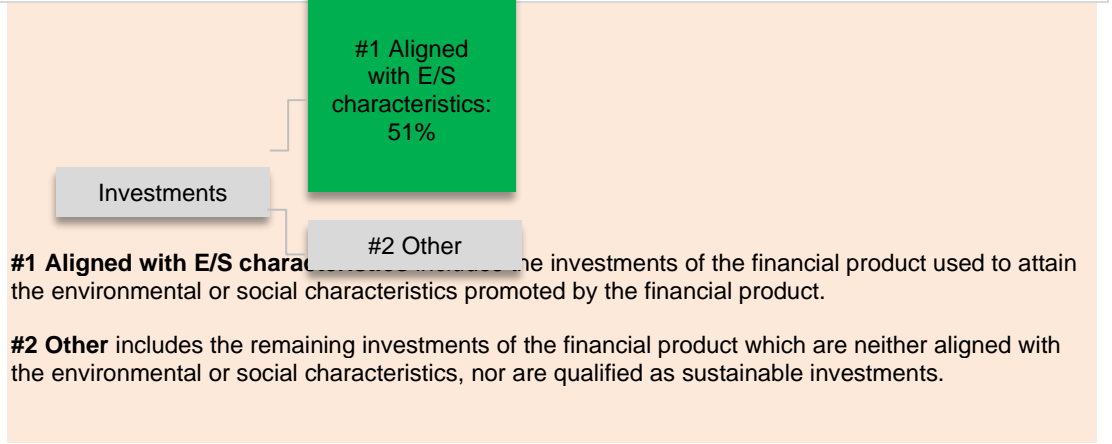 #1 Aligned
with E/S
characteristics:
51%
Investments
#2 Other
#1 Aligned with E/S characteristics includes the investments of the financial product used to attain
the environmental or social characteristics promoted by the financial product.
#2 Other includes the remaining investments of the financial product which are neither aligned with
the environmental or social characteristics, nor are qualified as sustainable investments.